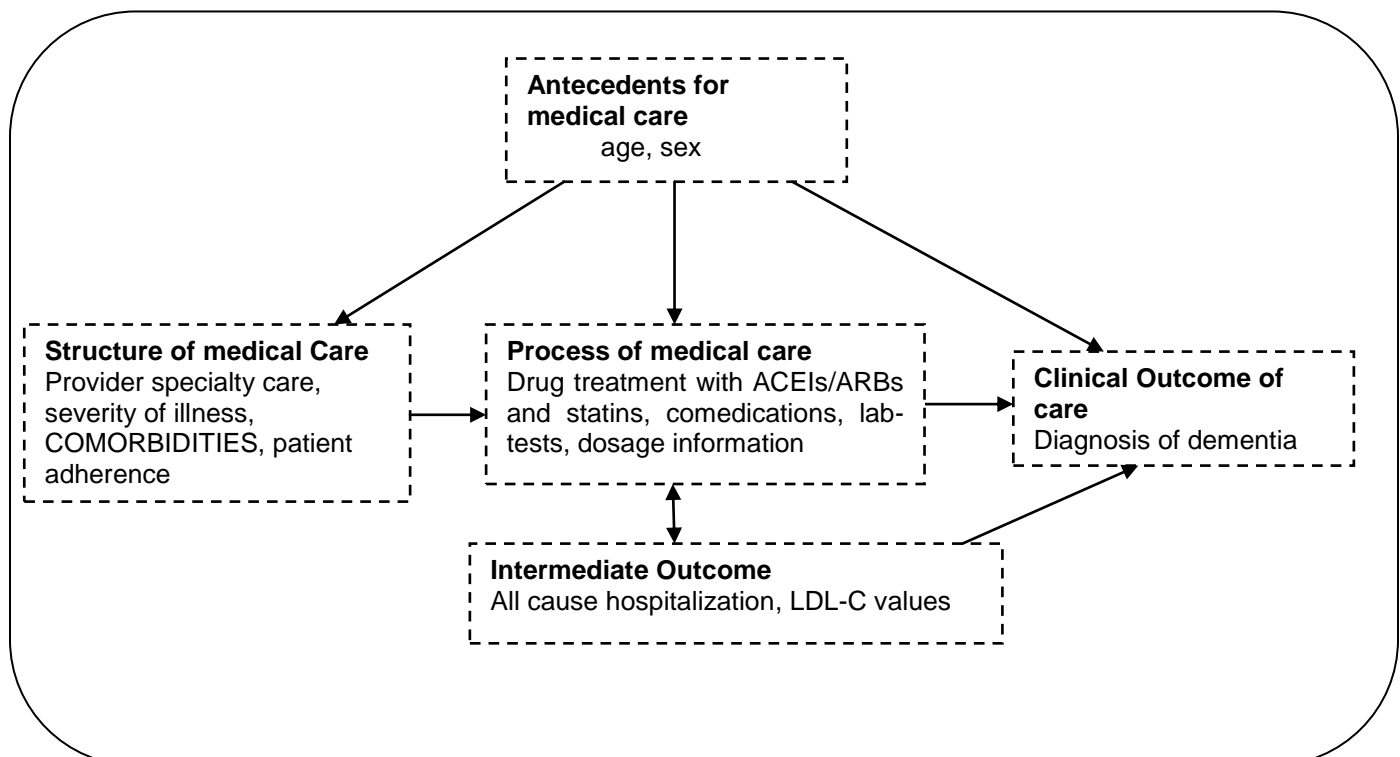 Antecedents for
medical care
age, sex
Structure of medical Care
Provider specialty care,
severity of illness,
COMORBIDITIES, patient
adherence
Process of medical care
Drug treatment with ACEIs/ARBs
and statins, comedications, lab-
tests, dosage information
Clinical Outcome of
care
Diagnosis of dementia
Intermediate Outcome
All cause hospitalization, LDL-C values